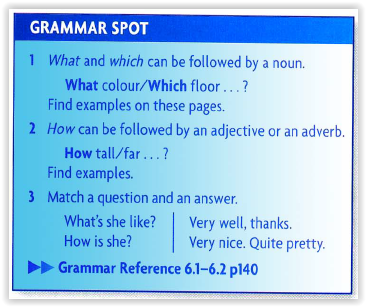 GRAMMAR SPOT
1 What and which can be followed by a noun.
What colour/Which floor . . . ?
Find examples on these pages.
2 How can be followed by an adjective or an adverb.
How tall/far . . . ?
Find examples.
3 Match a question and an answer.
What's she like? Very well, thanks.
How is she? Very nice. Quite pretty.
▶▶ Grammar Reference 6.1–6.2 p140